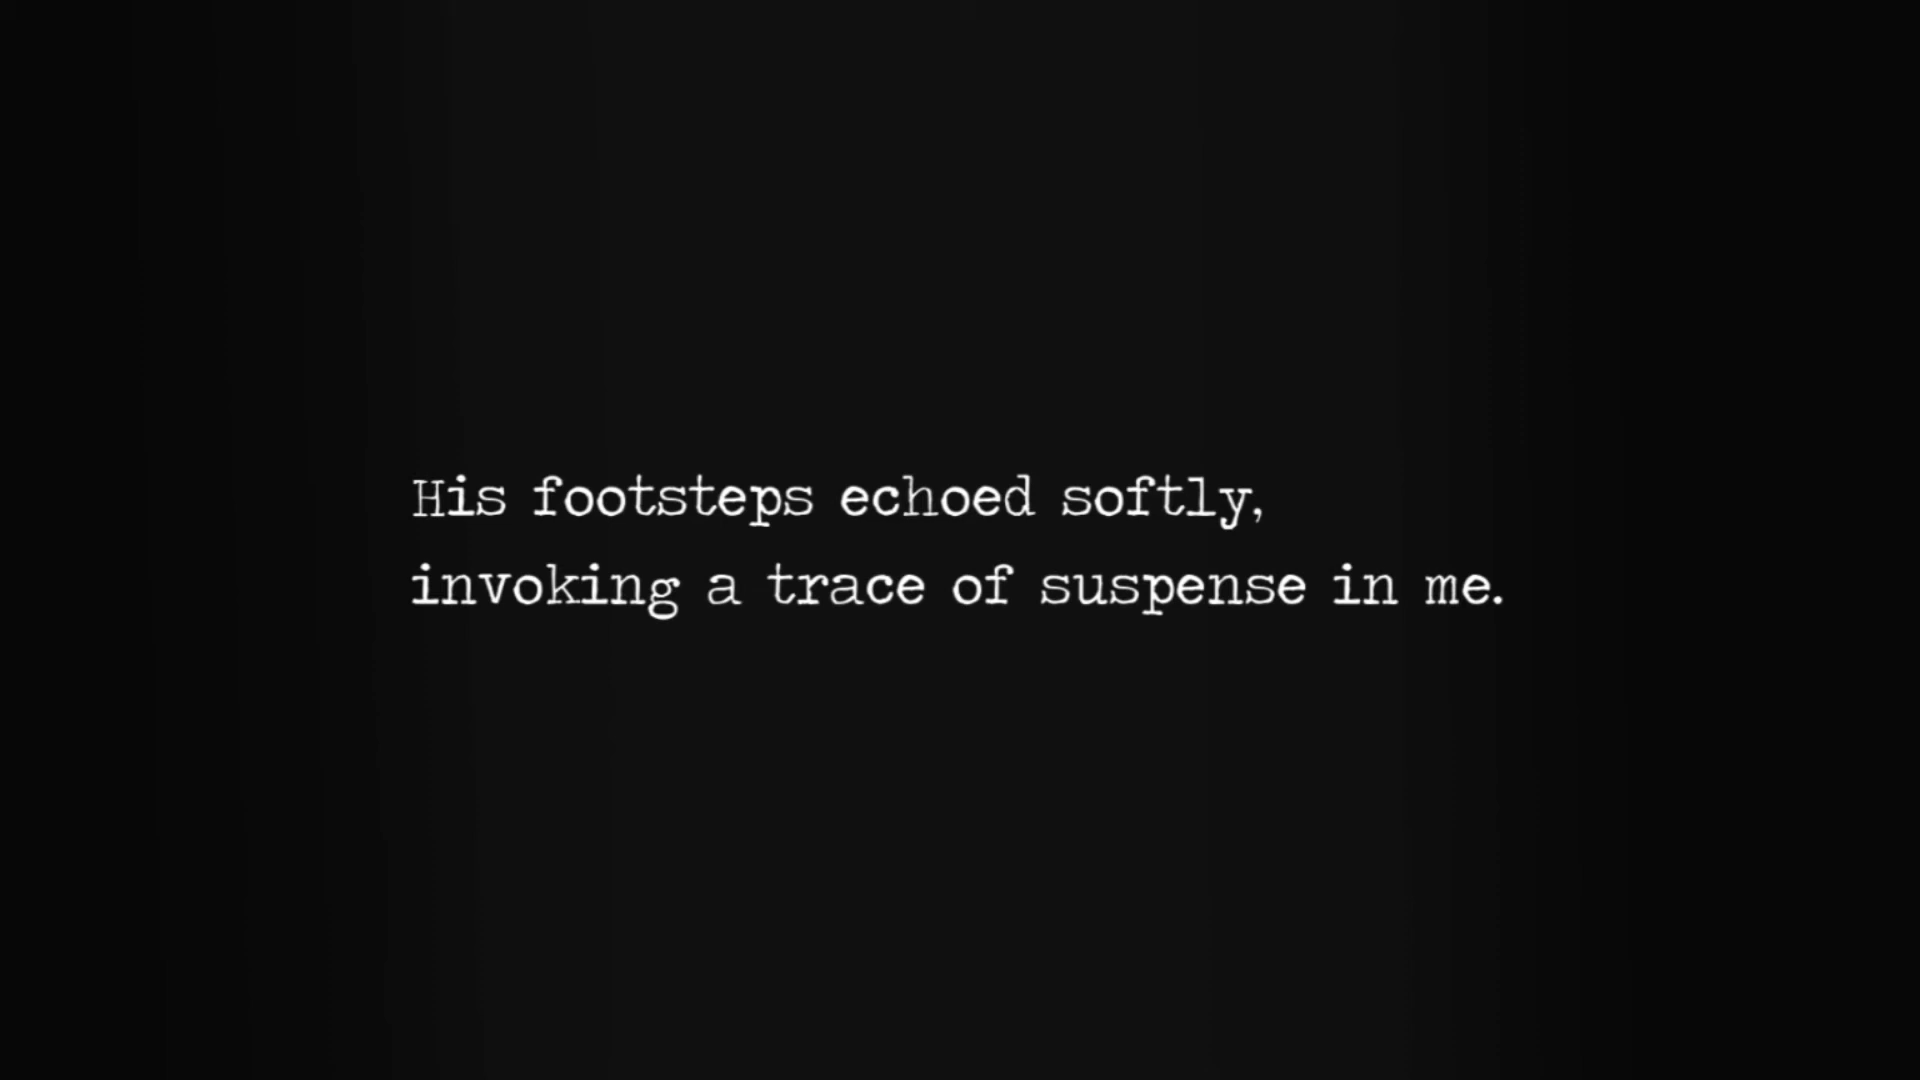 His footsteps echoed softly,
invoking a trace of suspense in me.